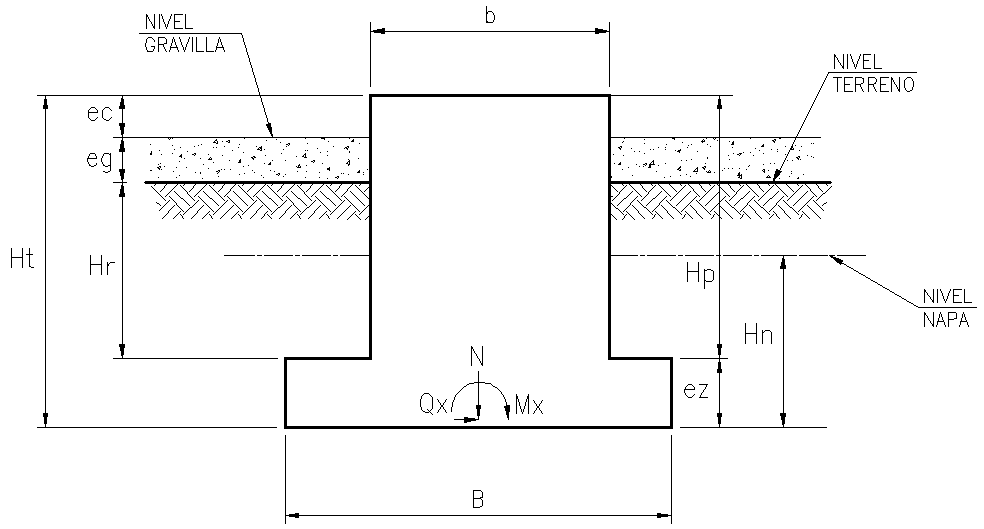 b
NIVEL
GRAVILLA
NIVEL
TERRENO
ec
eg
Ht
Hr
Hp
Hn
NIVEL
NAPA
N
Qx
Mx
ez
B